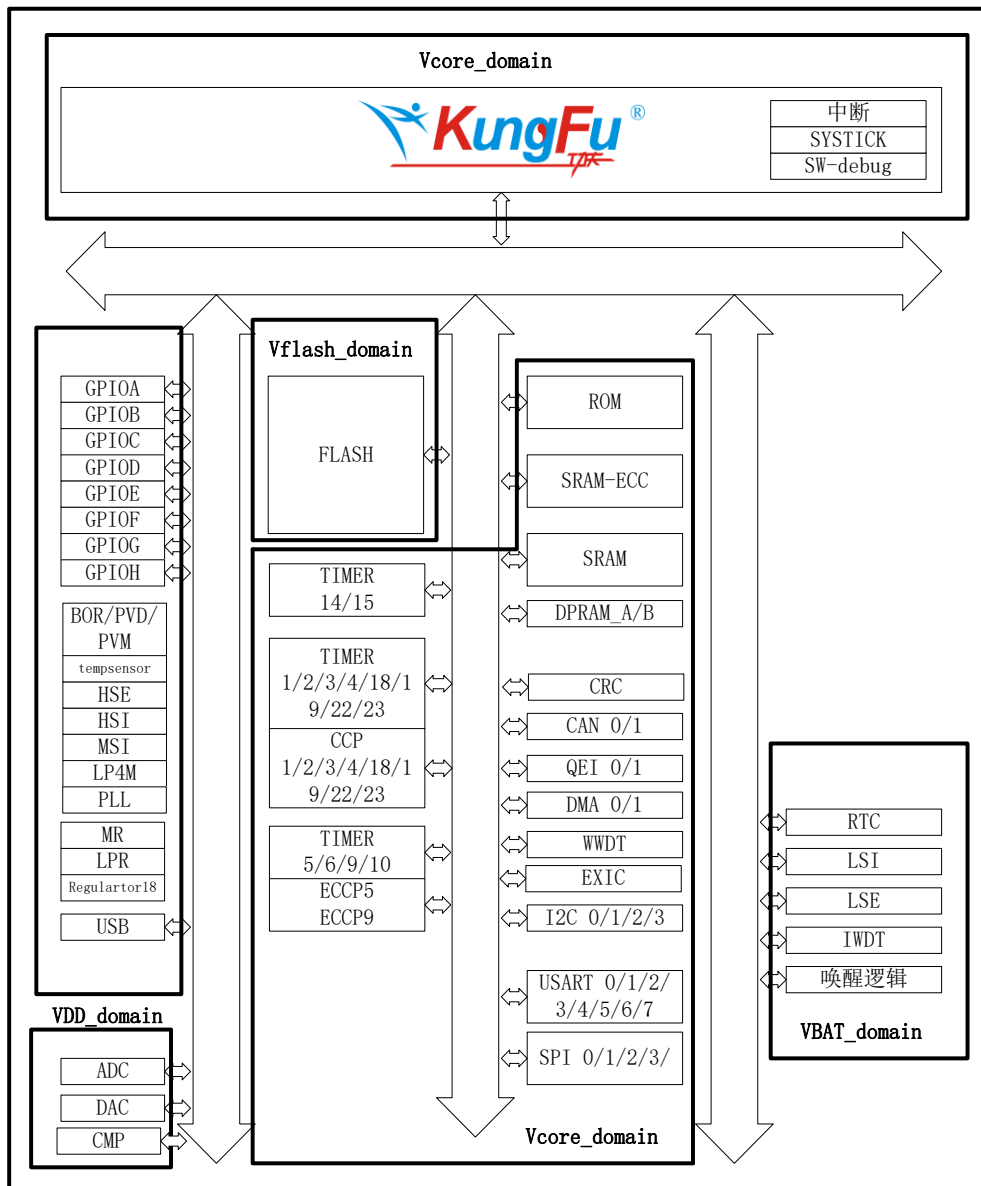 Vcore_domain
KungFu®
功夫
中断
SYSTICK
SW-debug
GPIOA
GPIOB
GPIOC
GPIOD
GPIOE
GPIOF
GPIOG
GPIOH
BOR/PVD/
PVM
tempsensor
HSE
HSI
MSI
LP4M
PLL
MR
LPR
Regulartor18
USB
VDD_domain
ADC
DAC
CMP
Vflash_domain
FLASH
TIMER
14/15
TIMER
1/2/3/4/18/1
9/22/23
CCP
1/2/3/4/18/1
9/22/23
TIMER
5/6/9/10
ECCP5
ECCP9
ROM
SRAM-ECC
SRAM
DPRAM_A/B
CRC
CAN 0/1
QEI 0/1
DMA 0/1
WWDT
EXIC
I2C 0/1/2/3
USART 0/1/2/
3/4/5/6/7
SPI 0/1/2/3/
Vcore_domain
RTC
LSI
LSE
IWDT
唤醒逻辑
VBAT_domain